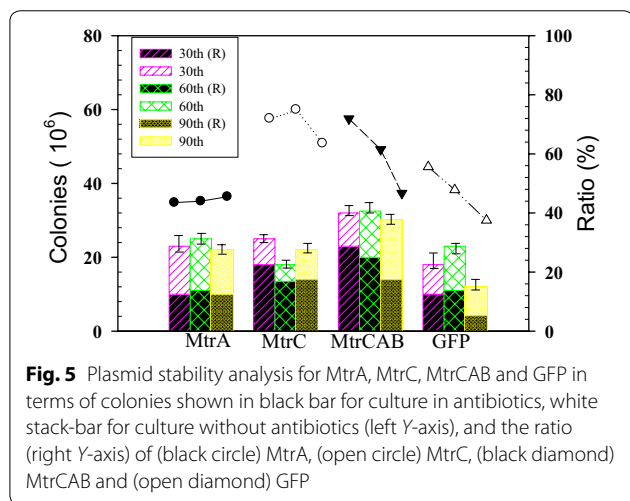 80
60
40
20
0
Colonies ( 10⁶)
30th (R)
30th
60th (R)
60th
90th (R)
90th
100
80
60
40
20
0
Ratio (%)
MtrA MtrC MtrCAB GFP
Fig. 5 Plasmid stability analysis for MtrA, MtrC, MtrCAB and GFP in
terms of colonies shown in black bar for culture in antibiotics, white
stack-bar for culture without antibiotics (left Y-axis), and the ratio
(right Y-axis) of (black circle) MtrA, (open circle) MtrC, (black diamond)
MtrCAB and (open diamond) GFP